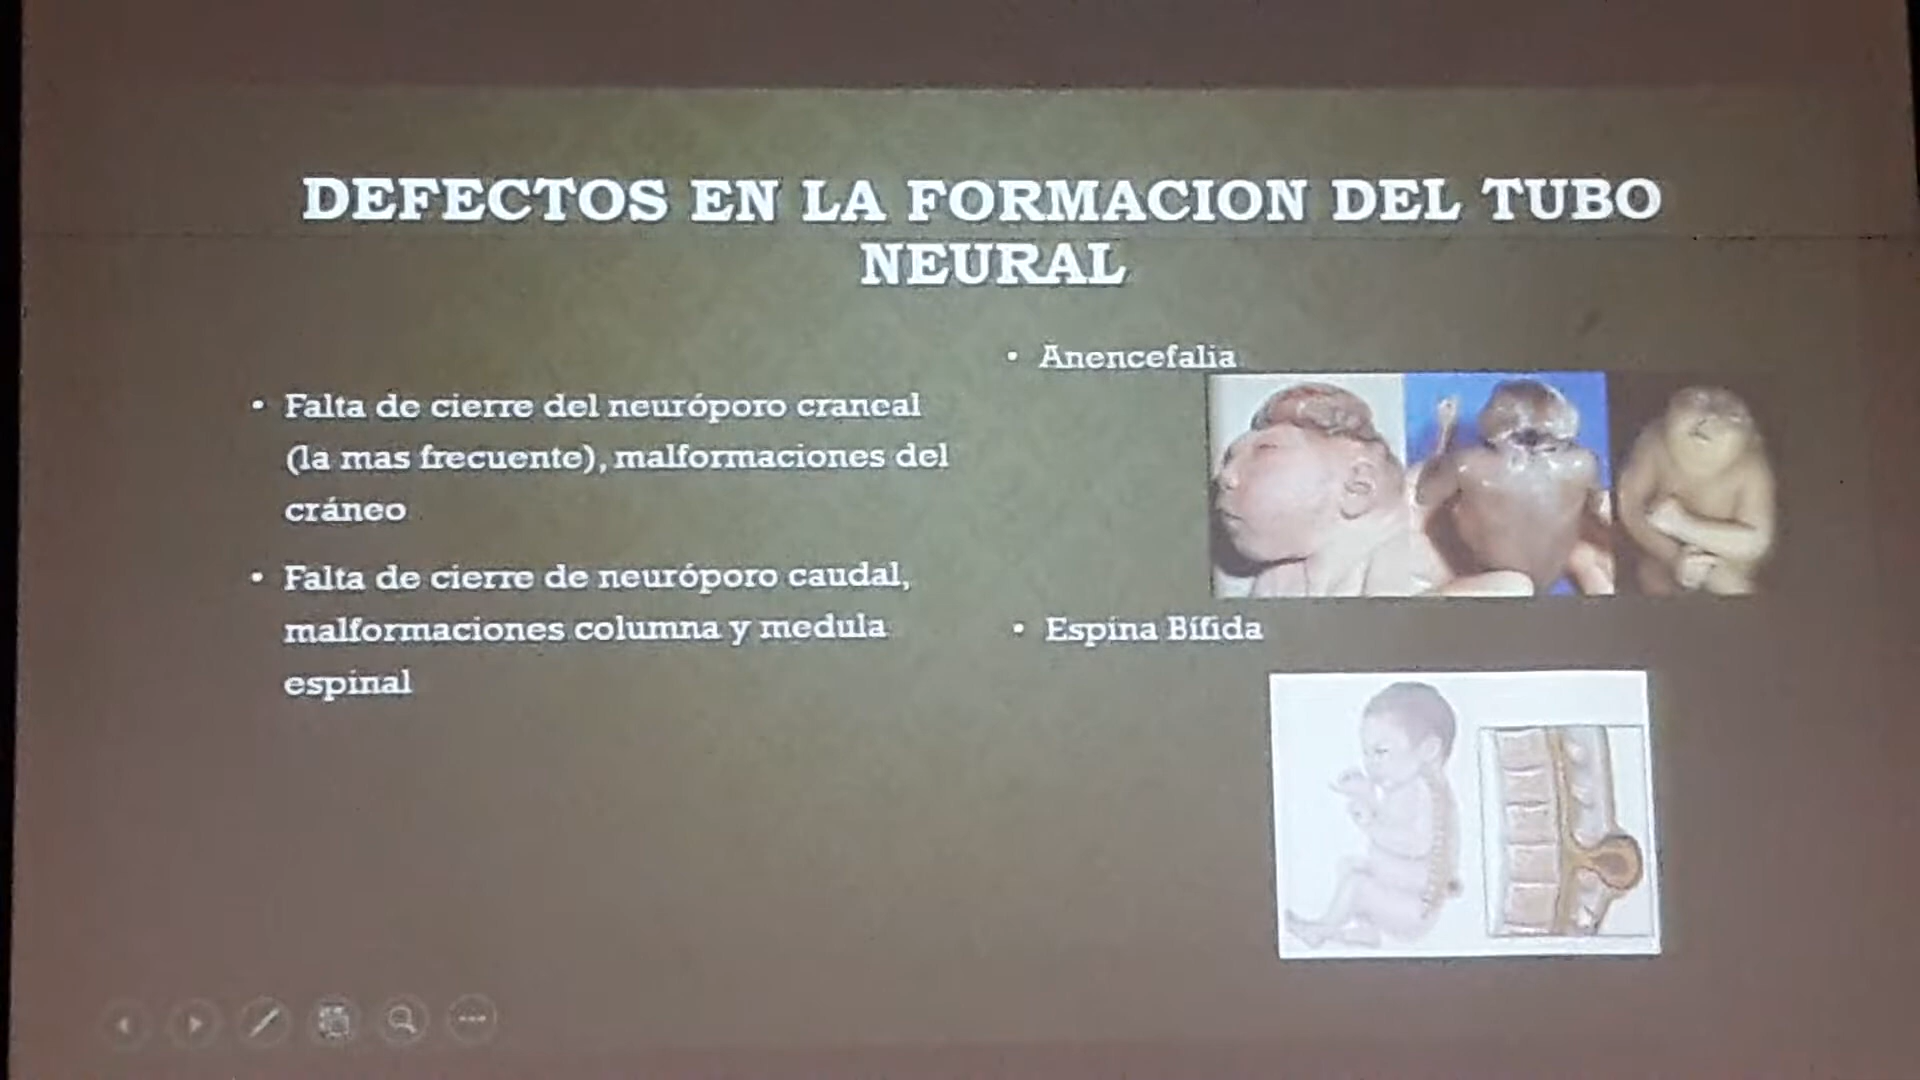 DEFECTOS EN LA FORMACION DEL TUBO
NEURAL
• Falta de cierre del neuróporo craneal
(la mas frecuente), malformaciones del
cráneo
• Falta de cierre de neuróporo caudal,
malformaciones columna y medula
espinal
• Anencefalia
• Espina Bífida